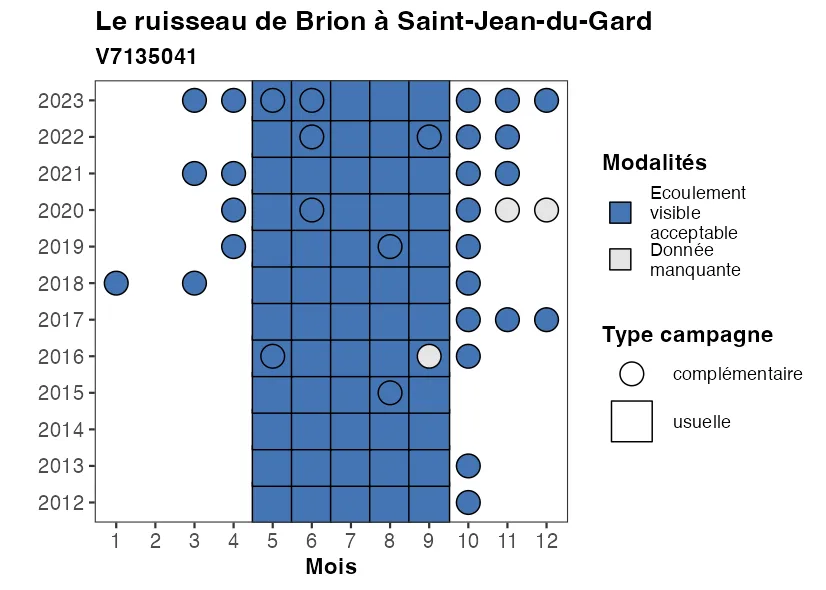 Le ruisseau de Brion à Saint-Jean-du-Gard
V7135041
2023
2022
2021
2020
2019
2018
2017
2016
2015
2014
2013
2012
1 2 3 4 5 6 7 8 9 10 11 12
Mois
Modalités
Ecoulement
visible
acceptable
Donnée
manquante
Type campagne
complémentaire
usuelle